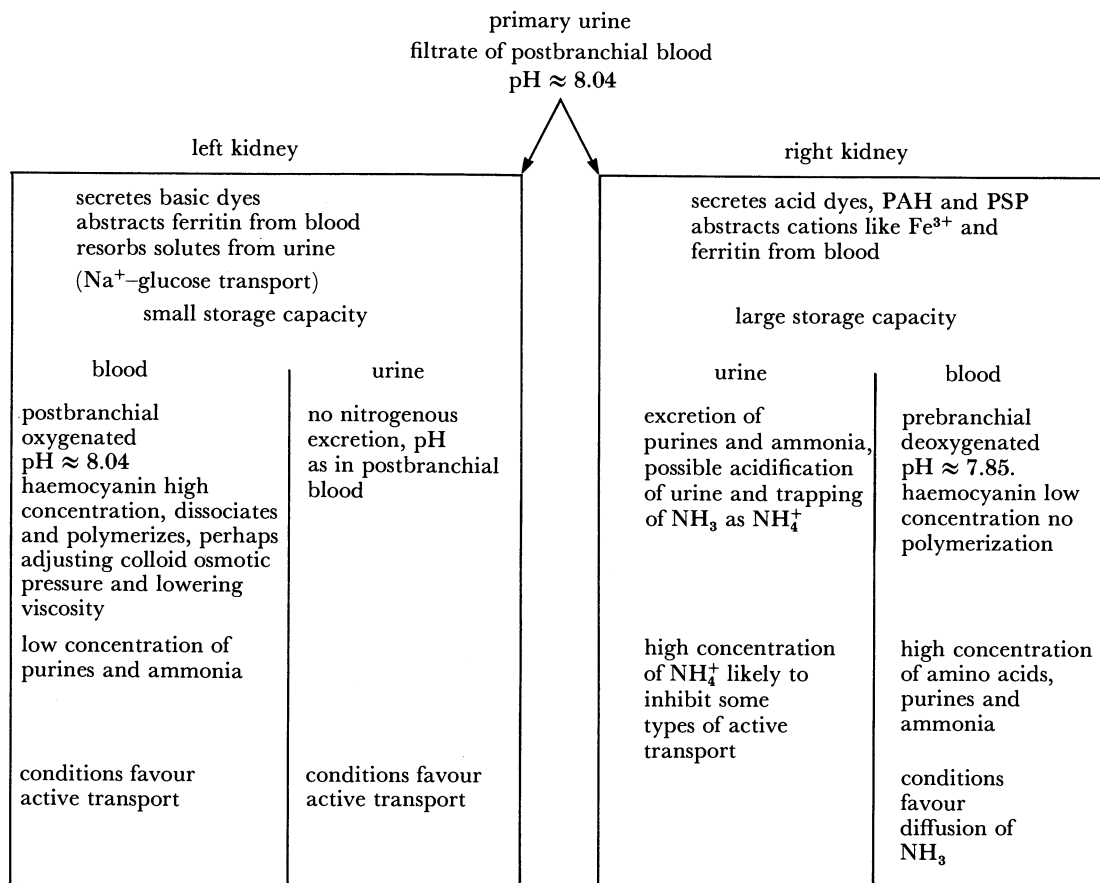 primary urine
filtrate of postbranchial blood
pH ≈ 8.04
left kidney
secretes basic dyes
abstracts ferritin from blood
resorbs solutes from urine
(Na⁺–glucose transport)
small storage capacity
blood
postbranchial
oxygenated
pH ≈ 8.04
haemocyanin high
concentration, dissociates
and polymerizes, perhaps
adjusting colloid osmotic
pressure and lowering
viscosity
low concentration of
purines and ammonia
conditions favour
active transport
urine
no nitrogenous
excretion, pH
as in postbranchial
blood
conditions favour
active transport
right kidney
secretes acid dyes, PAH and PSP
abstracts cations like Fe³⁺ and
ferritin from blood
large storage capacity
urine
excretion of
purines and ammonia,
possible acidification
of urine and trapping
of NH₃ as NH₄⁺
high concentration
of NH₄⁺ likely to
inhibit some
types of active
transport
blood
prebranchial
deoxygenated
pH ≈ 7.85.
haemocyanin low
concentration no
polymerization
high concentration
of amino acids,
purines and
ammonia
conditions
favour
diffusion of
NH₃